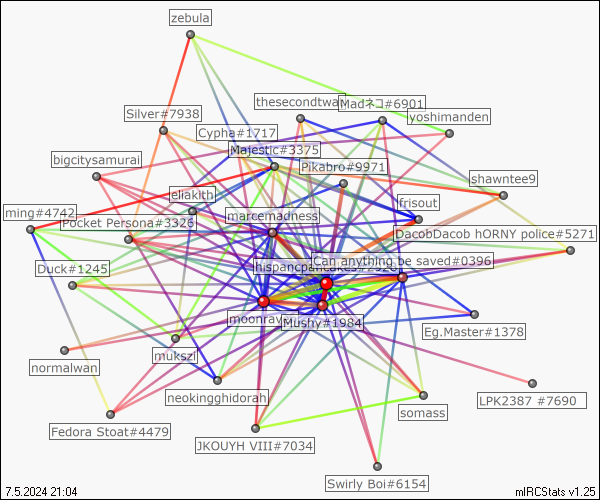 zebula
thesecondtwa
Madネコ#6901
Silver#7938
yoshimanden
Cypha#1717
Majestic#3375
bigcitysamurai
Pikabro#9971
shawntee9
eliakith
frisout
ming#4742
marcemadness
Pocket Persona#3326
DacobDacob hORNY police#5271
Can anything be saved#0396
Duck#1245
moonray
Mushy#1984
Eg.Master#1378
mukszi
normalwan
neokingghidorah
LPK2387 #7690
somass
Fedora Stoat#4479
JKOUYH VIII#7034
Swirly Boi#6154
7.5.2024 21:04
mIRCStats v1.25